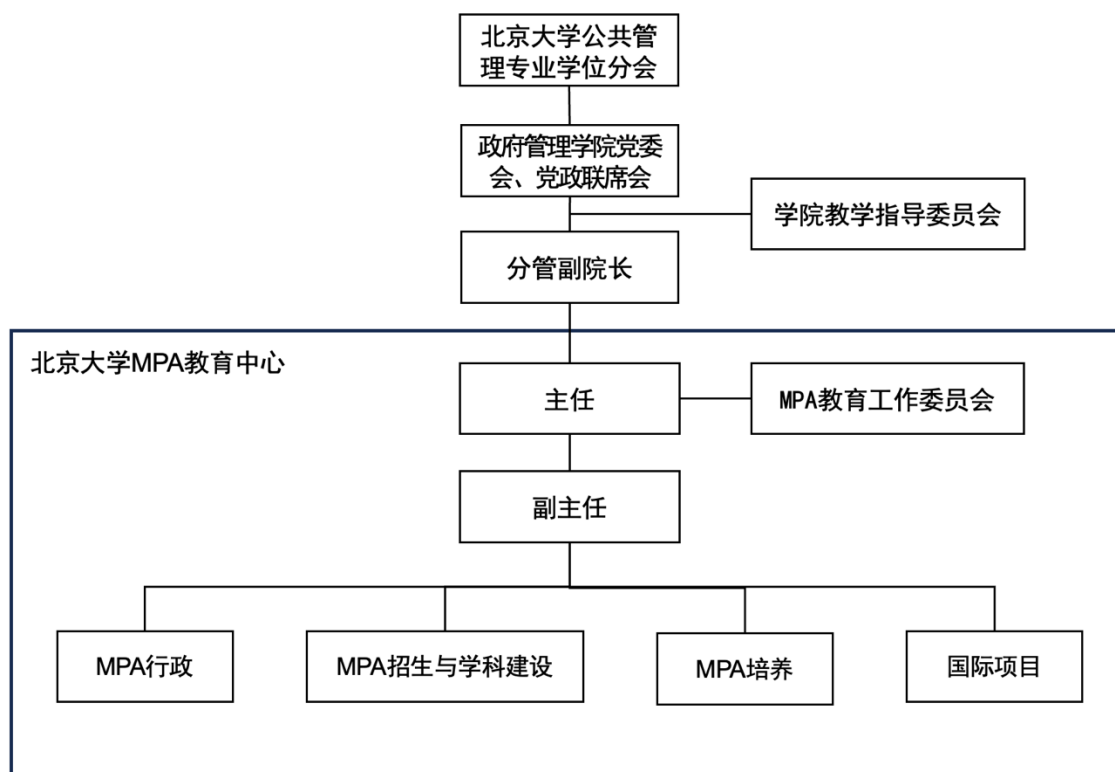 北京大学公共管
理专业学位分会
政府管理学院党委
会、党政联席会
学院教学指导委员会
分管副院长
北京大学MPA教育中心
主任
MPA教育工作委员会
副主任
MPA行政
MPA招生与学科建设
MPA培养
国际项目